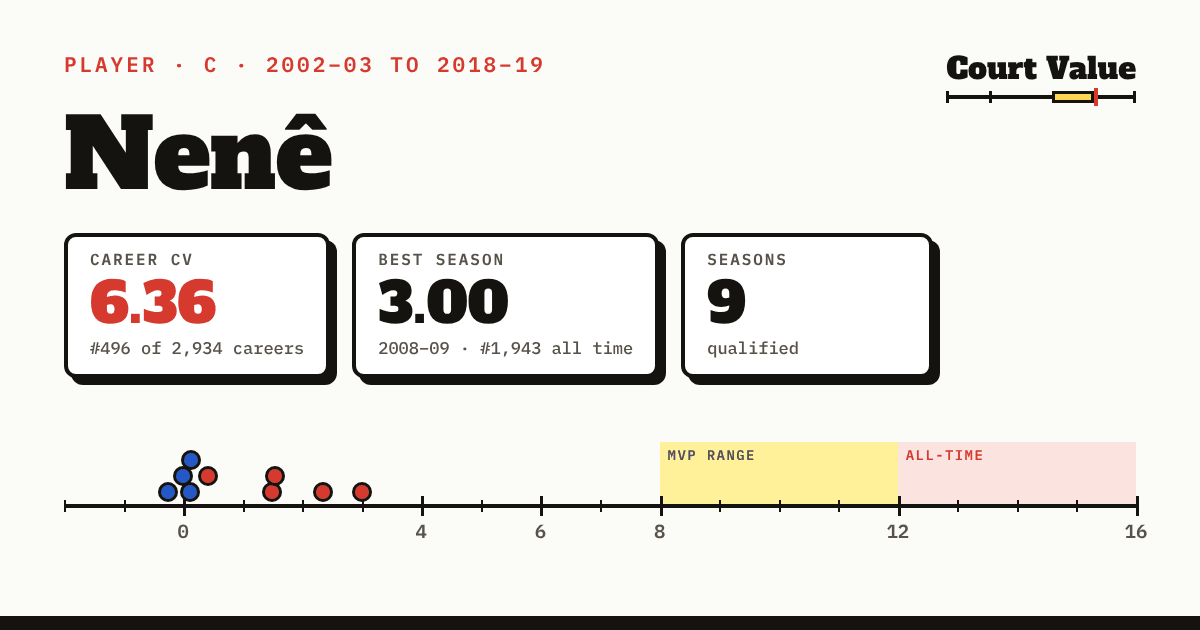 PLAYER · C · 2002–03 TO 2018–19
Court Value
Nenê
CAREER CV
6.36
#496 of 2,934 careers
BEST SEASON
3.00
2008–09 · #1,943 all time
SEASONS
9
qualified
MVP RANGE
ALL-TIME
0 4 6 8 12 16